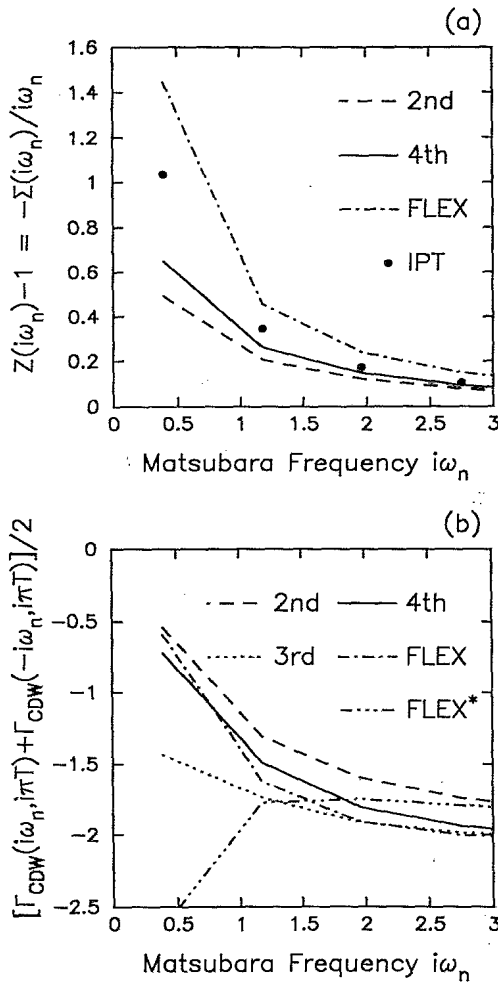 (a)
Z(iωₙ)−1 = −Σ(iωₙ)/iωₙ
1.6
1.4
1.2
1
0.8
0.6
0.4
0.2
0
2nd
4th
FLEX
IPT
0 0.5 1 1.5 2 2.5 3
Matsubara Frequency iωₙ
(b)
[Γ_CDW(iωₙ,iπT)+Γ_CDW(−iωₙ,iπT)]/2
0
−0.5
−1
−1.5
−2
−2.5
2nd 4th
3rd FLEX
FLEX*
0 0.5 1 1.5 2 2.5 3
Matsubara Frequency iωₙ